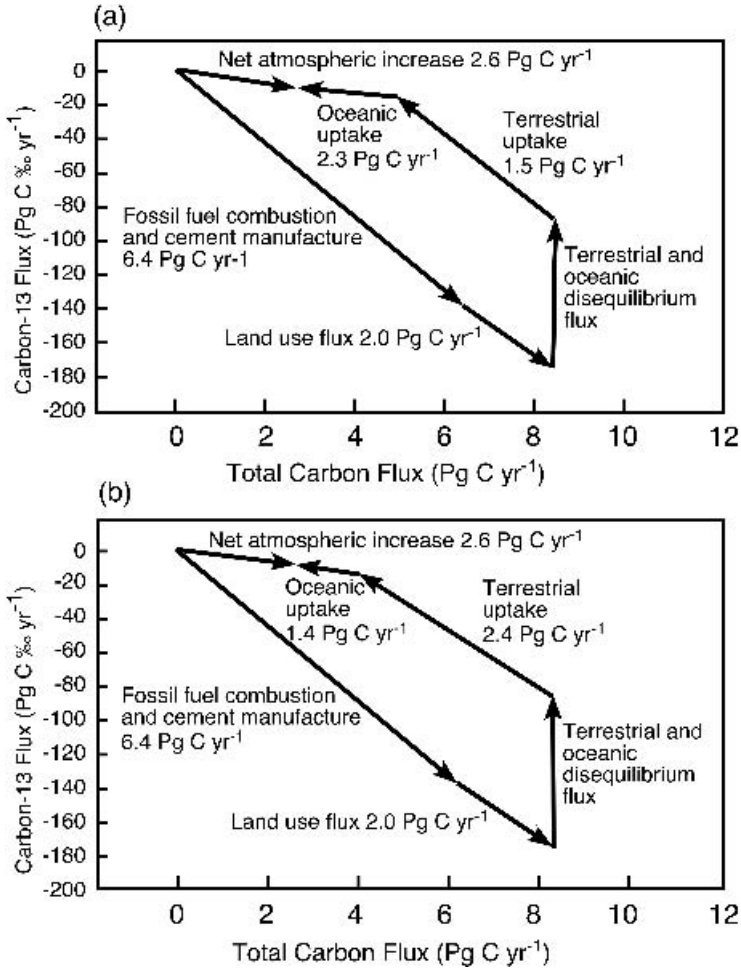 (a)
Net atmospheric increase 2.6 Pg C yr⁻¹
0
-20
-40
-60
-80
-100
-120
-140
-160
-180
-200
Carbon-13 Flux (Pg C ‰ yr⁻¹)
Oceanic
uptake
2.3 Pg C yr⁻¹
Terrestrial
uptake
1.5 Pg C yr⁻¹
Fossil fuel combustion
and cement manufacture
6.4 Pg C yr-1
Terrestrial and
oceanic
disequilibrium
flux
Land use flux 2.0 Pg C yr⁻¹
0 2 4 6 8 10 12
Total Carbon Flux (Pg C yr⁻¹)
(b)
Net atmospheric increase 2.6 Pg C yr⁻¹
0
-20
-40
-60
-80
-100
-120
-140
-160
-180
-200
Carbon-13 Flux (Pg C ‰ yr⁻¹)
Oceanic
uptake
1.4 Pg C yr⁻¹
Terrestrial
uptake
2.4 Pg C yr⁻¹
Fossil fuel combustion
and cement manufacture
6.4 Pg C yr⁻¹
Terrestrial and
oceanic
disequilibrium
flux
Land use flux 2.0 Pg C yr⁻¹
0 2 4 6 8 10 12
Total Carbon Flux (Pg C yr⁻¹)